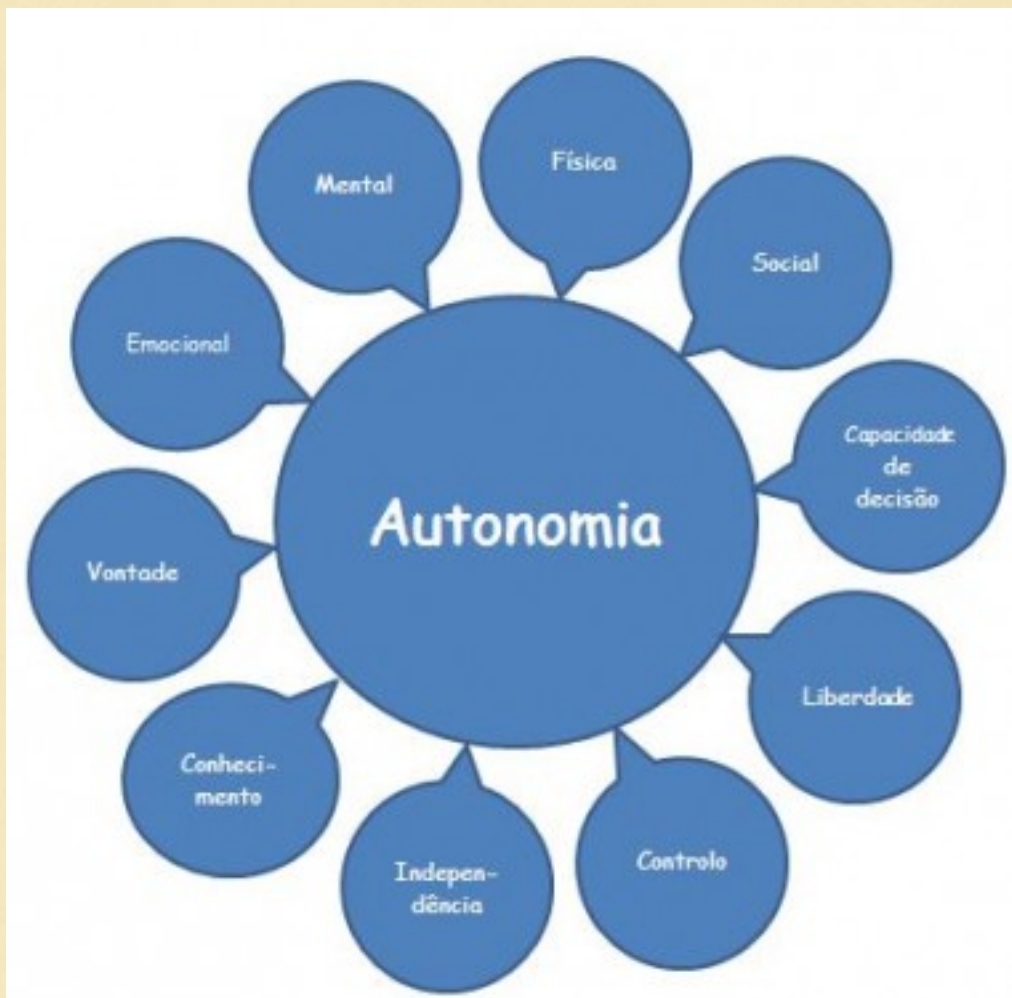 Física
Mental
Social
Emocional
Capacidade
de
decisão
Autonomia
Vontade
Liberdade
Conheci-
mento
Controlo
Indepen-
dência